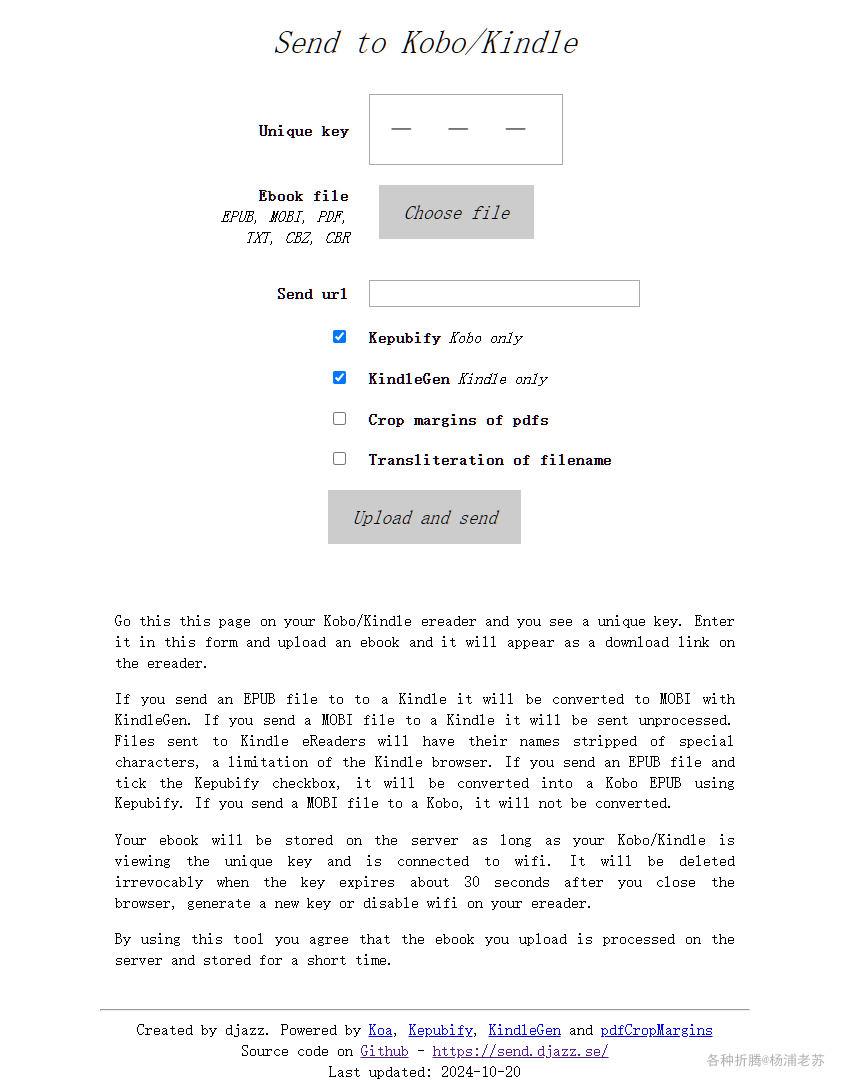 Send to Kobo/Kindle
Unique key
— — —
Ebook file
EPUB, MOBI, PDF,
TXT, CBZ, CBR
Choose file
Send url
Kepubify Kobo only
KindleGen Kindle only
Crop margins of pdfs
Transliteration of filename
Upload and send
Go this this page on your Kobo/Kindle ereader and you see a unique key. Enter
it in this form and upload an ebook and it will appear as a download link on
the ereader.
If you send an EPUB file to to a Kindle it will be converted to MOBI with
KindleGen. If you send a MOBI file to a Kindle it will be sent unprocessed.
Files sent to Kindle eReaders will have their names stripped of special
characters, a limitation of the Kindle browser. If you send an EPUB file and
tick the Kepubify checkbox, it will be converted into a Kobo EPUB using
Kepubify. If you send a MOBI file to a Kobo, it will not be converted.
Your ebook will be stored on the server as long as your Kobo/Kindle is
viewing the unique key and is connected to wifi. It will be deleted
irrevocably when the key expires about 30 seconds after you close the
browser, generate a new key or disable wifi on your ereader.
By using this tool you agree that the ebook you upload is processed on the
server and stored for a short time.
Created by djazz. Powered by Koa, Kepubify, KindleGen and pdfCropMargins
Source code on Github - https://send.djazz.se/
Last updated: 2024-10-20
各种折腾@杨浦老苏